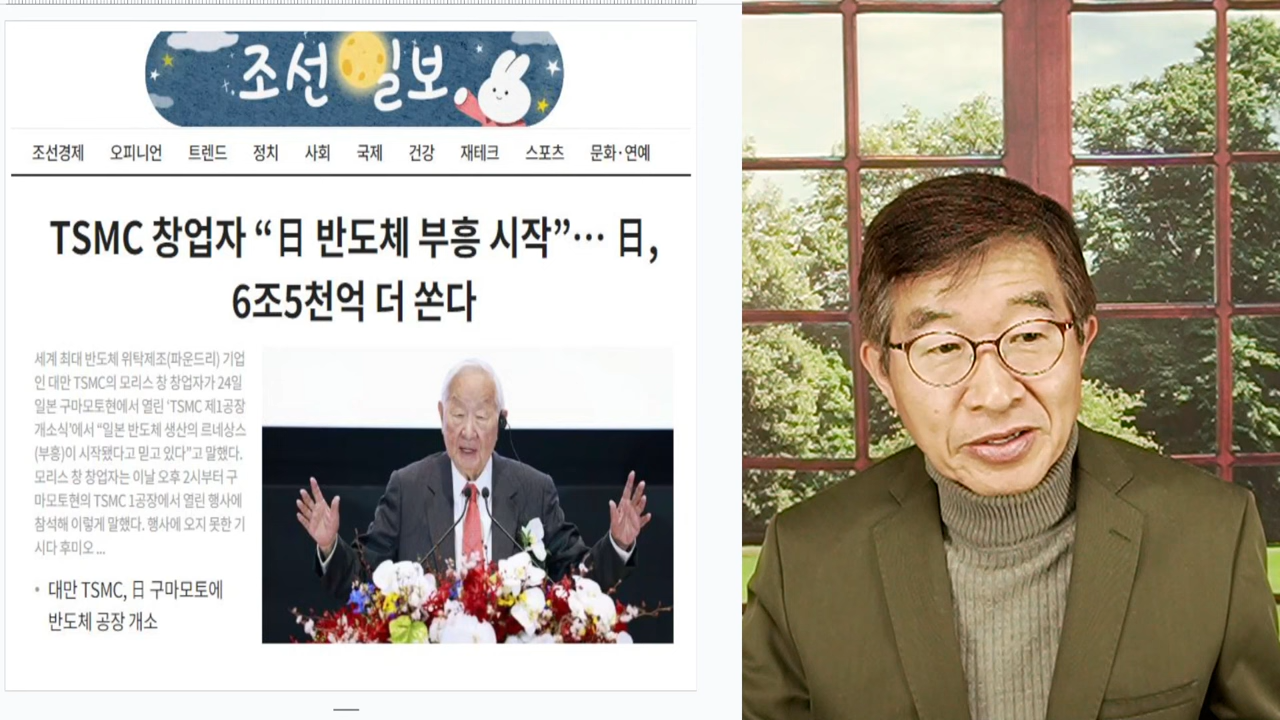 조선일보
조선경제 오피니언 트렌드 정치 사회 국제 건강 재테크 스포츠 문화·연예
TSMC 창업자 “日 반도체 부흥 시작”… 日,
6조5천억 더 쏜다
세계 최대 반도체 위탁제조(파운드리) 기업
인 대만 TSMC의 모리스 창 창업자가 24일
일본 구마모토현에서 열린 ‘TSMC 제1공장
개소식’에서 “일본 반도체 생산의 르네상스
(부흥)이 시작됐다고 믿고 있다”고 말했다.
모리스 창 창업자는 이날 오후 2시부터 구
마모토현의 TSMC 1공장에서 열린 행사에
참석해 이렇게 말했다. 행사에 오지 못한 기
시다 후미오 ...
• 대만 TSMC, 日 구마모토에
반도체 공장 개소